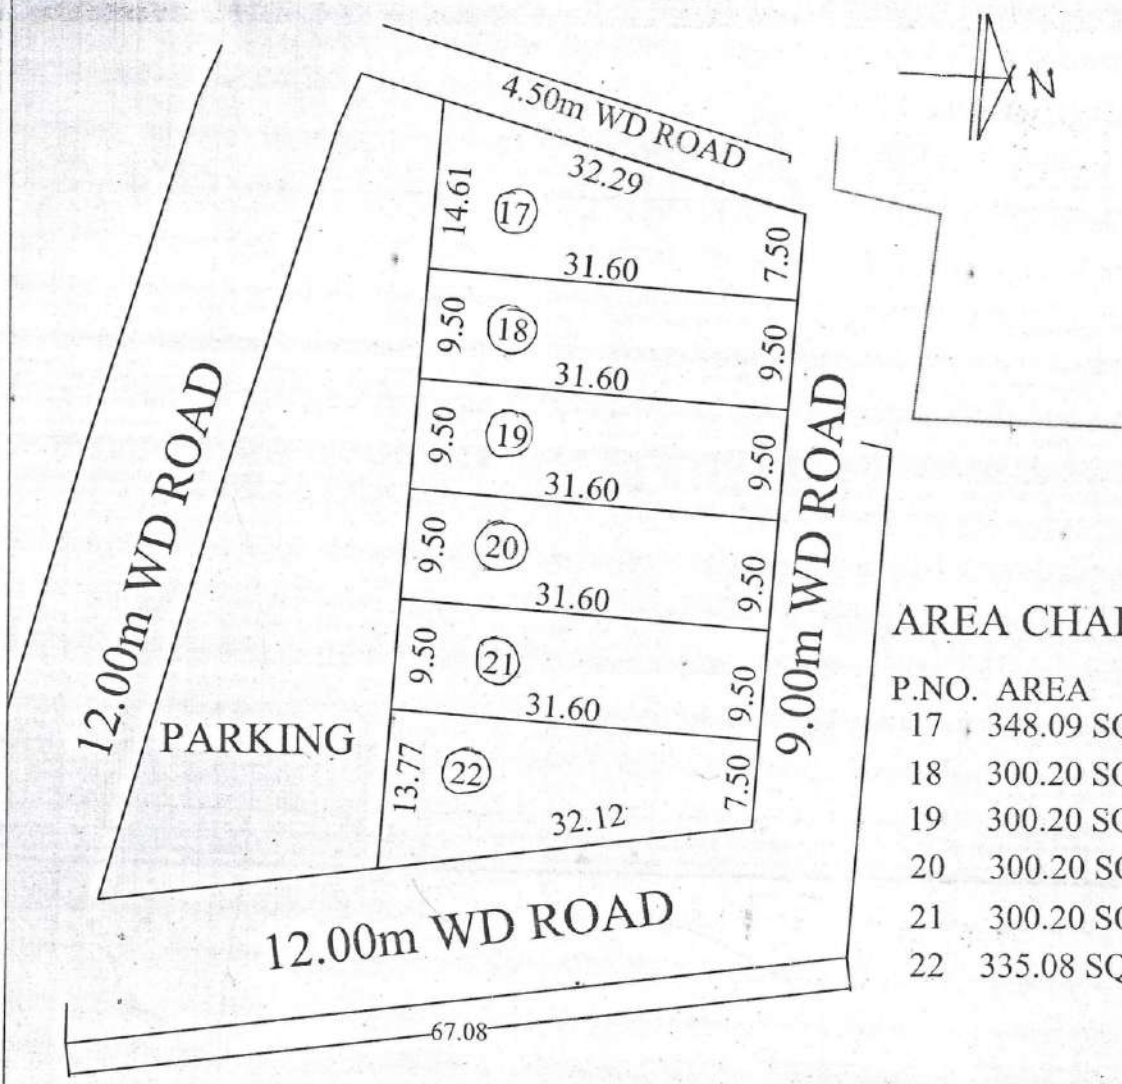 N
4.50m WD ROAD
32.29
14.61
17
7.50
31.60
9.50
18
9.50
31.60
9.50
19
9.50
31.60
9.50
20
9.50
31.60
9.50
21
9.50
31.60
13.77
22
7.50
32.12
12.00m WD ROAD
PARKING
9.00m WD ROAD
12.00m WD ROAD
67.08
AREA CHA
P.NO. AREA
17 348.09 SQ
18 300.20 SQ
19 300.20 SQ
20 300.20 SQ
21 300.20 SQ
22 335.08 SQ